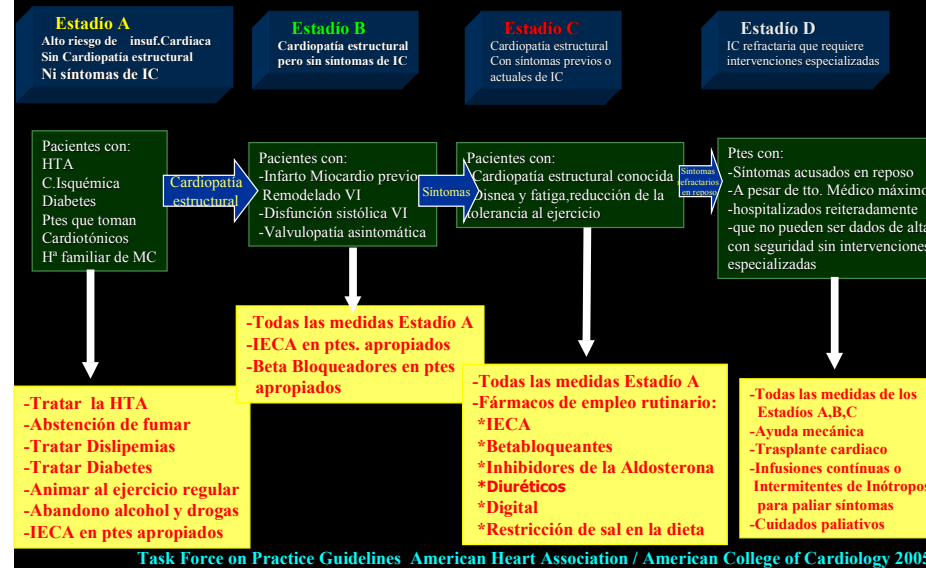 Estadío A
Alto riesgo de insuf.Cardiaca
Sin Cardiopatía estructural
Ni síntomas de IC
Estadío B
Cardiopatía estructural
pero sin síntomas de IC
Estadío C
Cardiopatía estructural
Con síntomas previos o
actuales de IC
Estadío D
IC refractaria que requiere
intervenciones especializadas
Pacientes con:
HTA
C.Isquémica
Diabetes
Ptes que toman
Cardiotónicos
Hª familiar de MC
Cardiopatía
estructural
Pacientes con:
-Infarto Miocardio previo
Remodelado VI
-Disfunción sistólica VI
-Valvulopatía asintomática
Síntomas
Pacientes con:
Cardiopatía estructural conocida
Disnea y fatiga,reducción de la
tolerancia al ejercicio
Síntomas
refractarios
en reposo
Ptes con:
-Síntomas acusados en reposo
-A pesar de tto. Médico máximo
-hospitalizados reiteradamente
-que no pueden ser dados de alta
con seguridad sin intervenciones
especializadas
-Tratar la HTA
-Abstención de fumar
-Tratar Dislipemias
-Tratar Diabetes
-Animar al ejercicio regular
-Abandono alcohol y drogas
-IECA en ptes apropiados
-Todas las medidas Estadío A
-IECA en ptes. apropiados
-Beta Bloqueadores en ptes
apropiados
-Todas las medidas Estadío A
-Fármacos de empleo rutinario:
*IECA
*Betabloqueantes
*Inhibidores de la Aldosterona
*Diuréticos
*Digital
*Restricción de sal en la dieta
-Todas las medidas de los
Estadíos A,B,C
-Ayuda mecánica
-Trasplante cardiaco
-Infusiones contínuas o
Intermitentes de Inótropos
para paliar síntomas
-Cuidados paliativos
Task Force on Practice Guidelines American Heart Association / American College of Cardiology 2005